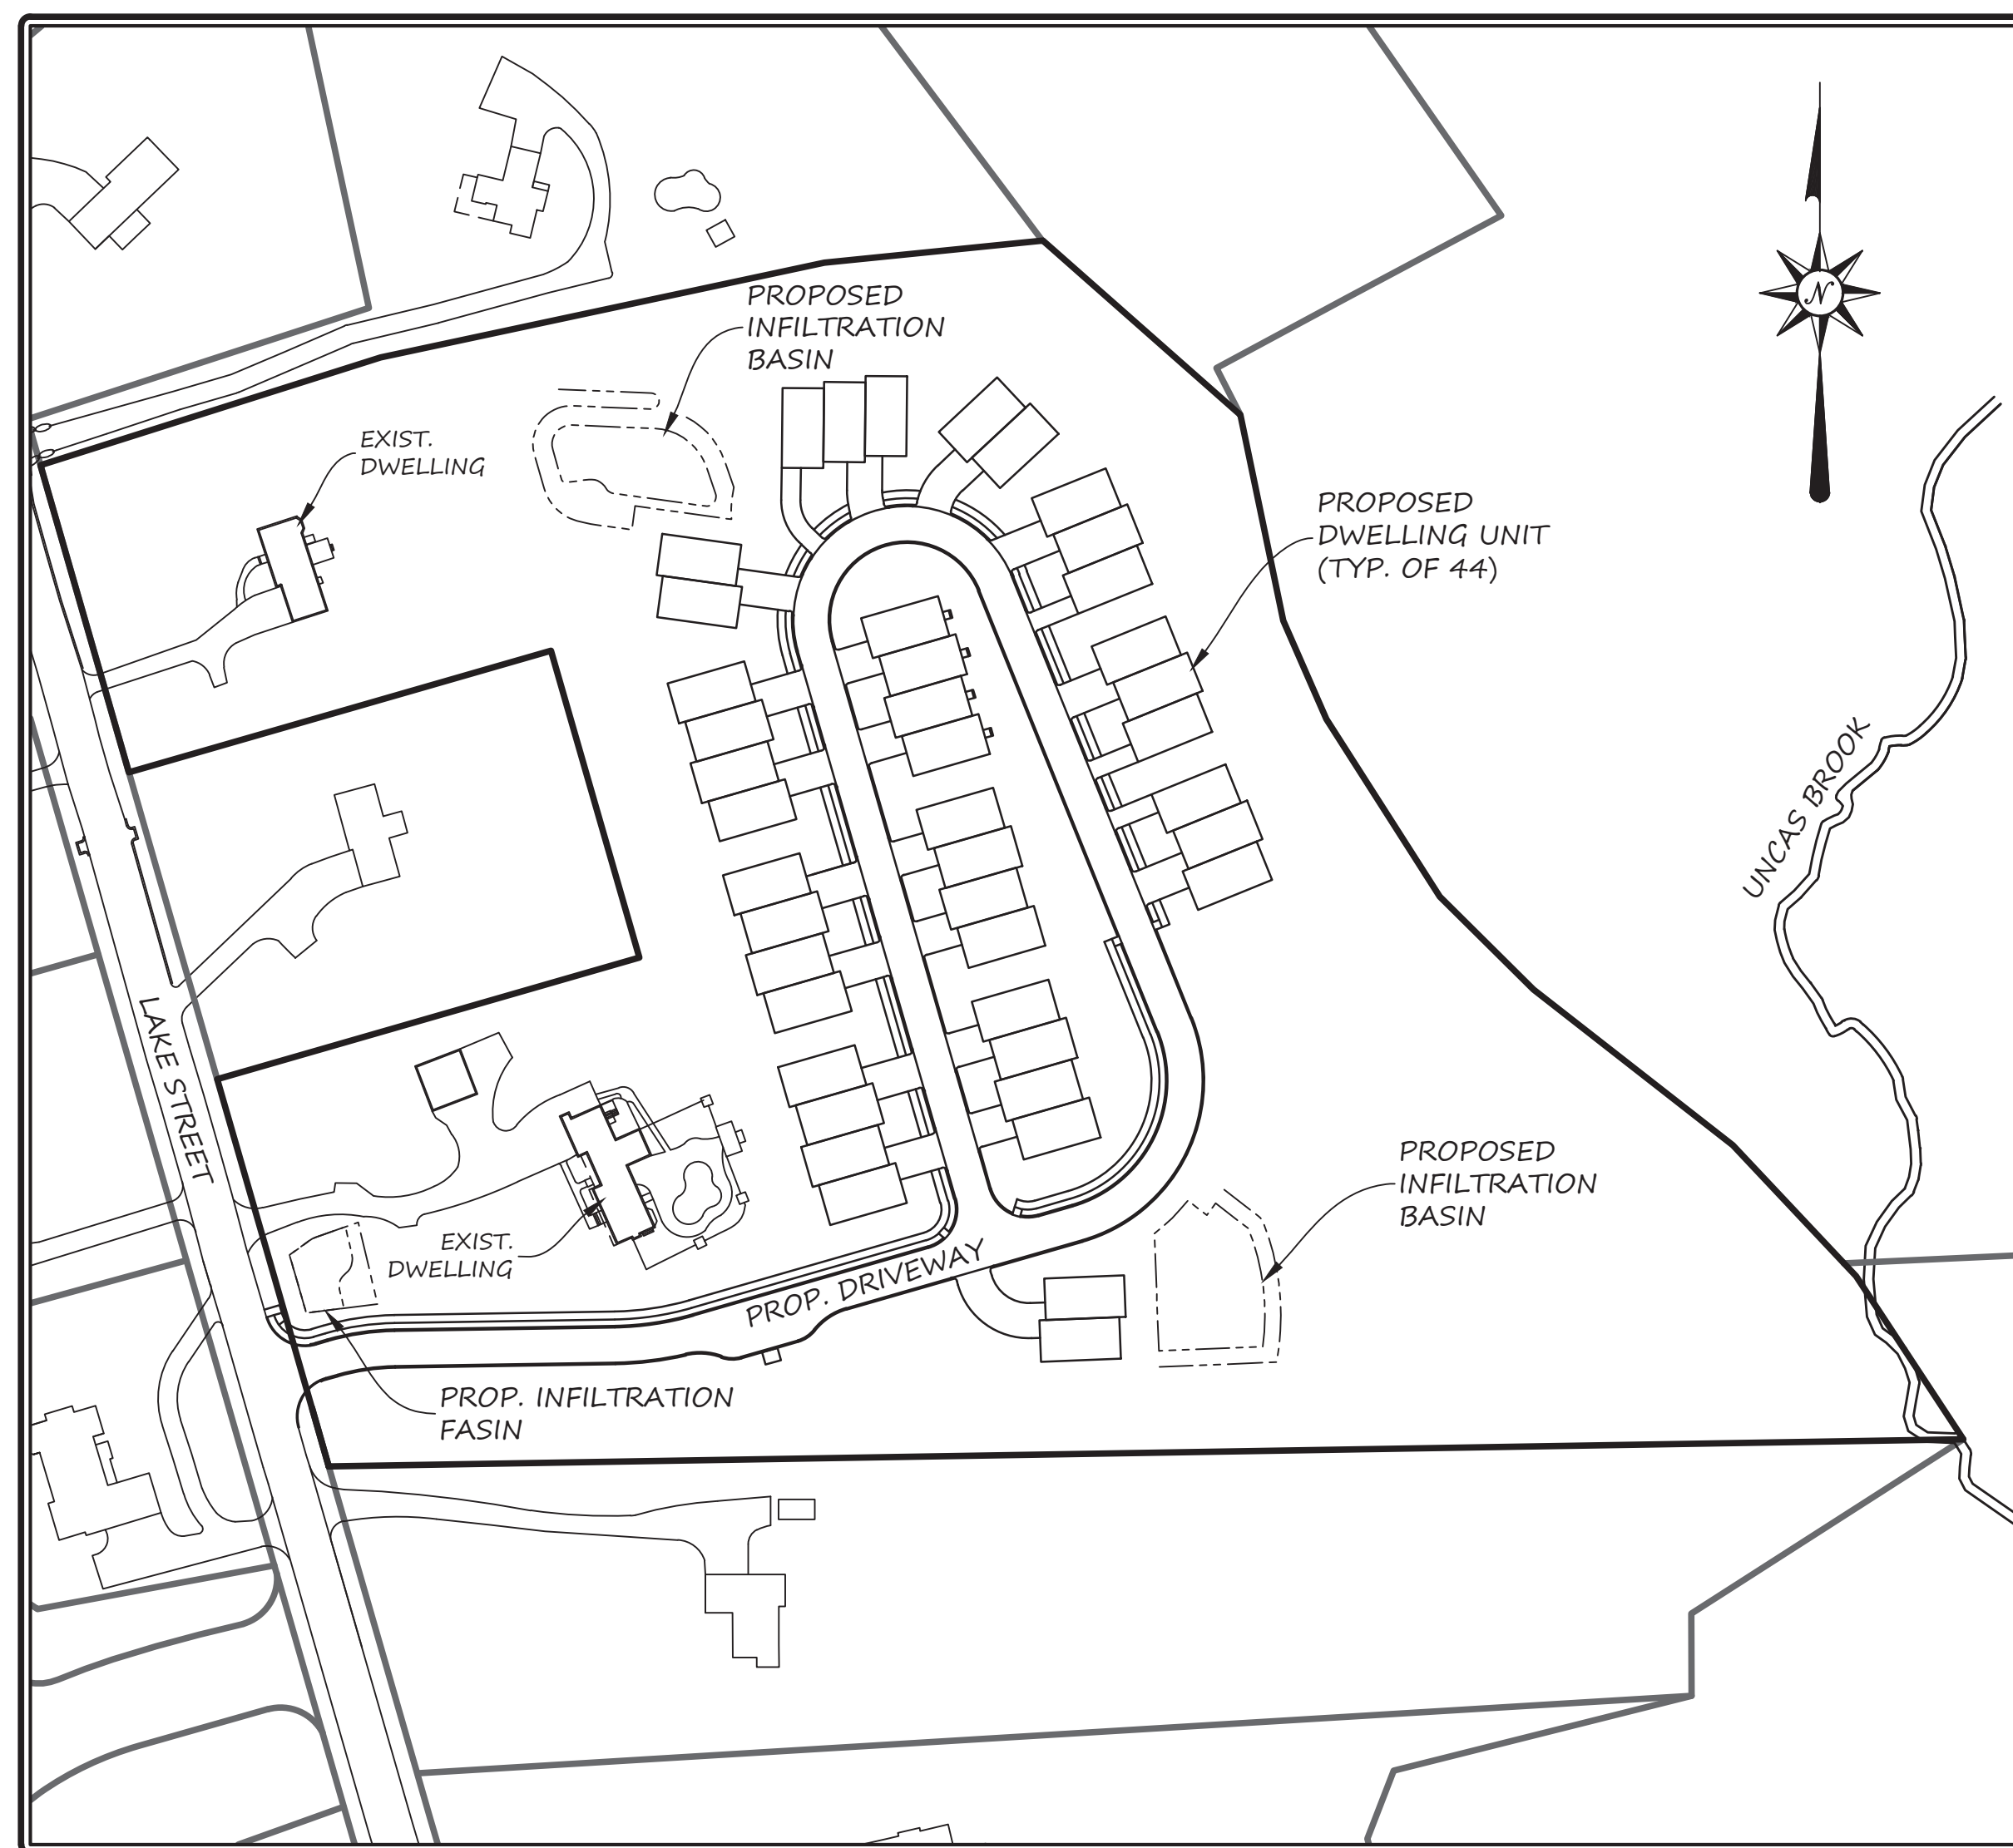 PROPOSED
INFILTRATION
BASIN
N
EXIST.
DWELLING
PROPOSED
DWELLING UNIT
(TYP. OF 44)
UNCAS BROOK
LAKE STREET
PROPOSED
INFILTRATION
BASIN
EXIST.
DWELLING
PROP. DRIVEWAY
PROP. INFILTRATION
FASIN